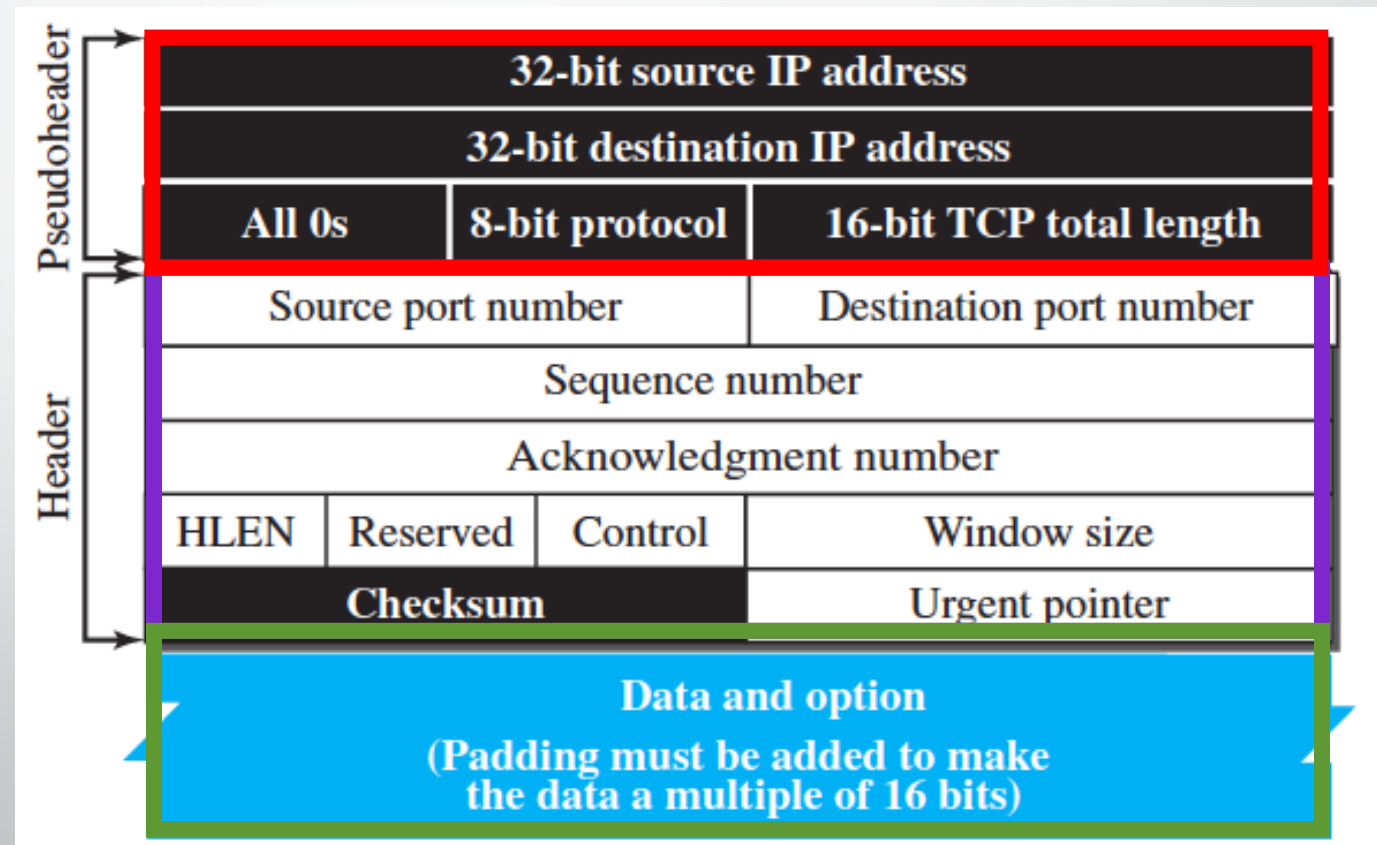 Pseudoheader
32-bit source IP address
32-bit destination IP address
All 0s 8-bit protocol 16-bit TCP total length
Header
Source port number Destination port number
Sequence number
Acknowledgment number
HLEN Reserved Control Window size
Checksum Urgent pointer
Data and option
(Padding must be added to make
the data a multiple of 16 bits)